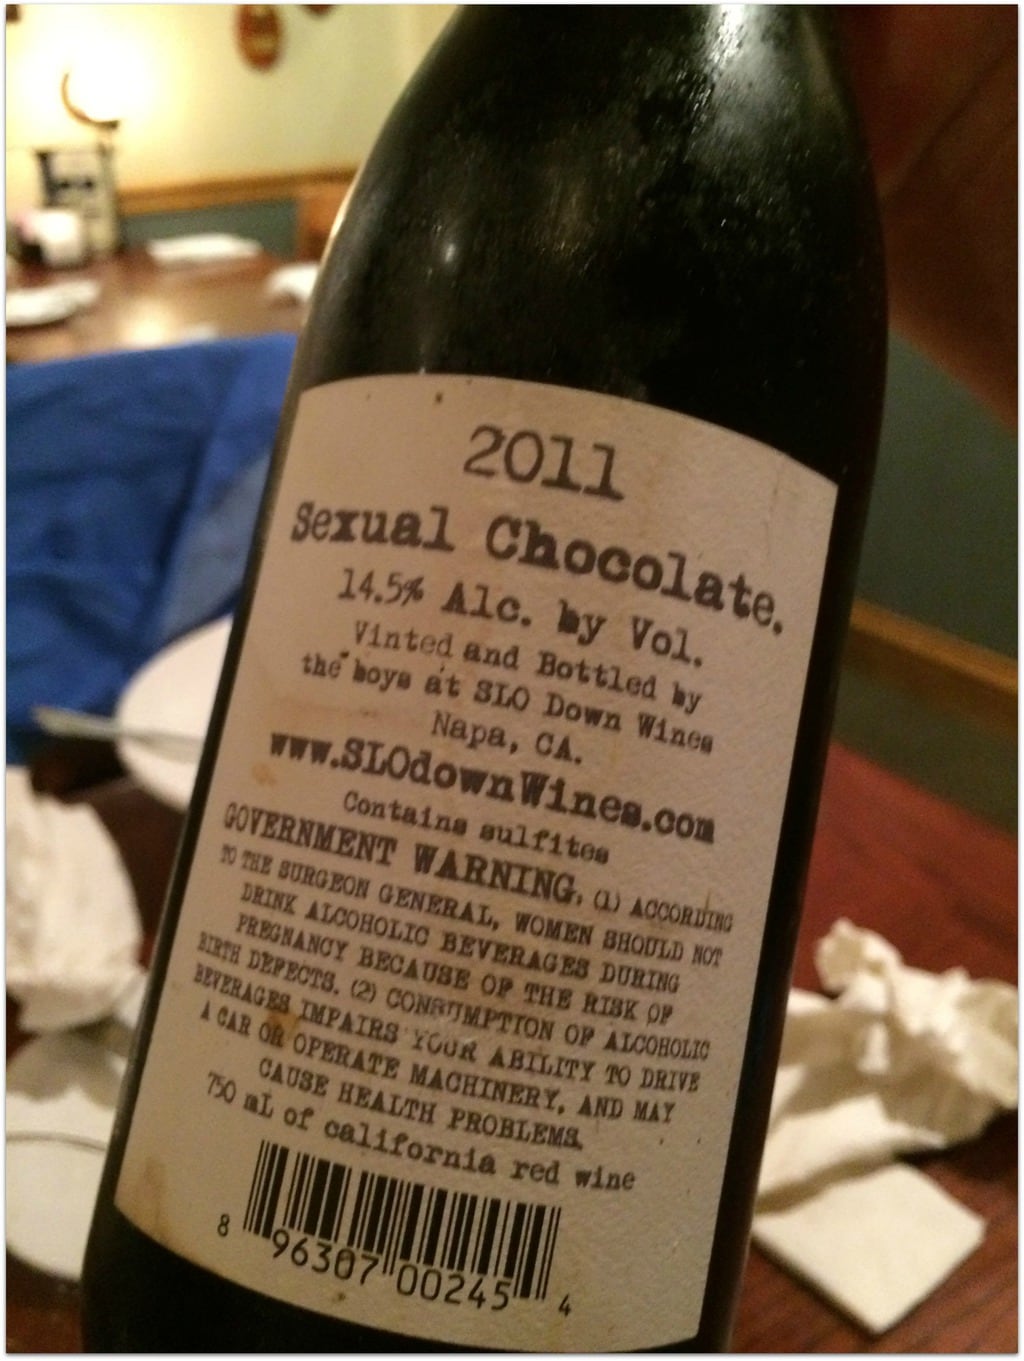 2011
Sexual Chocolate.
14.5% Alc. by Vol.
Vinted and Bottled by
the boys at SLO Down Wines
Napa, CA.
www.SLOdownWines.com
Contains sulfites
GOVERNMENT WARNING. (1) ACCORDING
TO THE SURGEON GENERAL, WOMEN SHOULD NOT
DRINK ALCOHOLIC BEVERAGES DURING
PREGNANCY BECAUSE OF THE RISK OF
BIRTH DEFECTS. (2) CONSUMPTION OF ALCOHOLIC
BEVERAGES IMPAIRS YOUR ABILITY TO DRIVE
A CAR OR OPERATE MACHINERY, AND MAY
CAUSE HEALTH PROBLEMS.
750 mL of california red wine
8 96307 00245 4